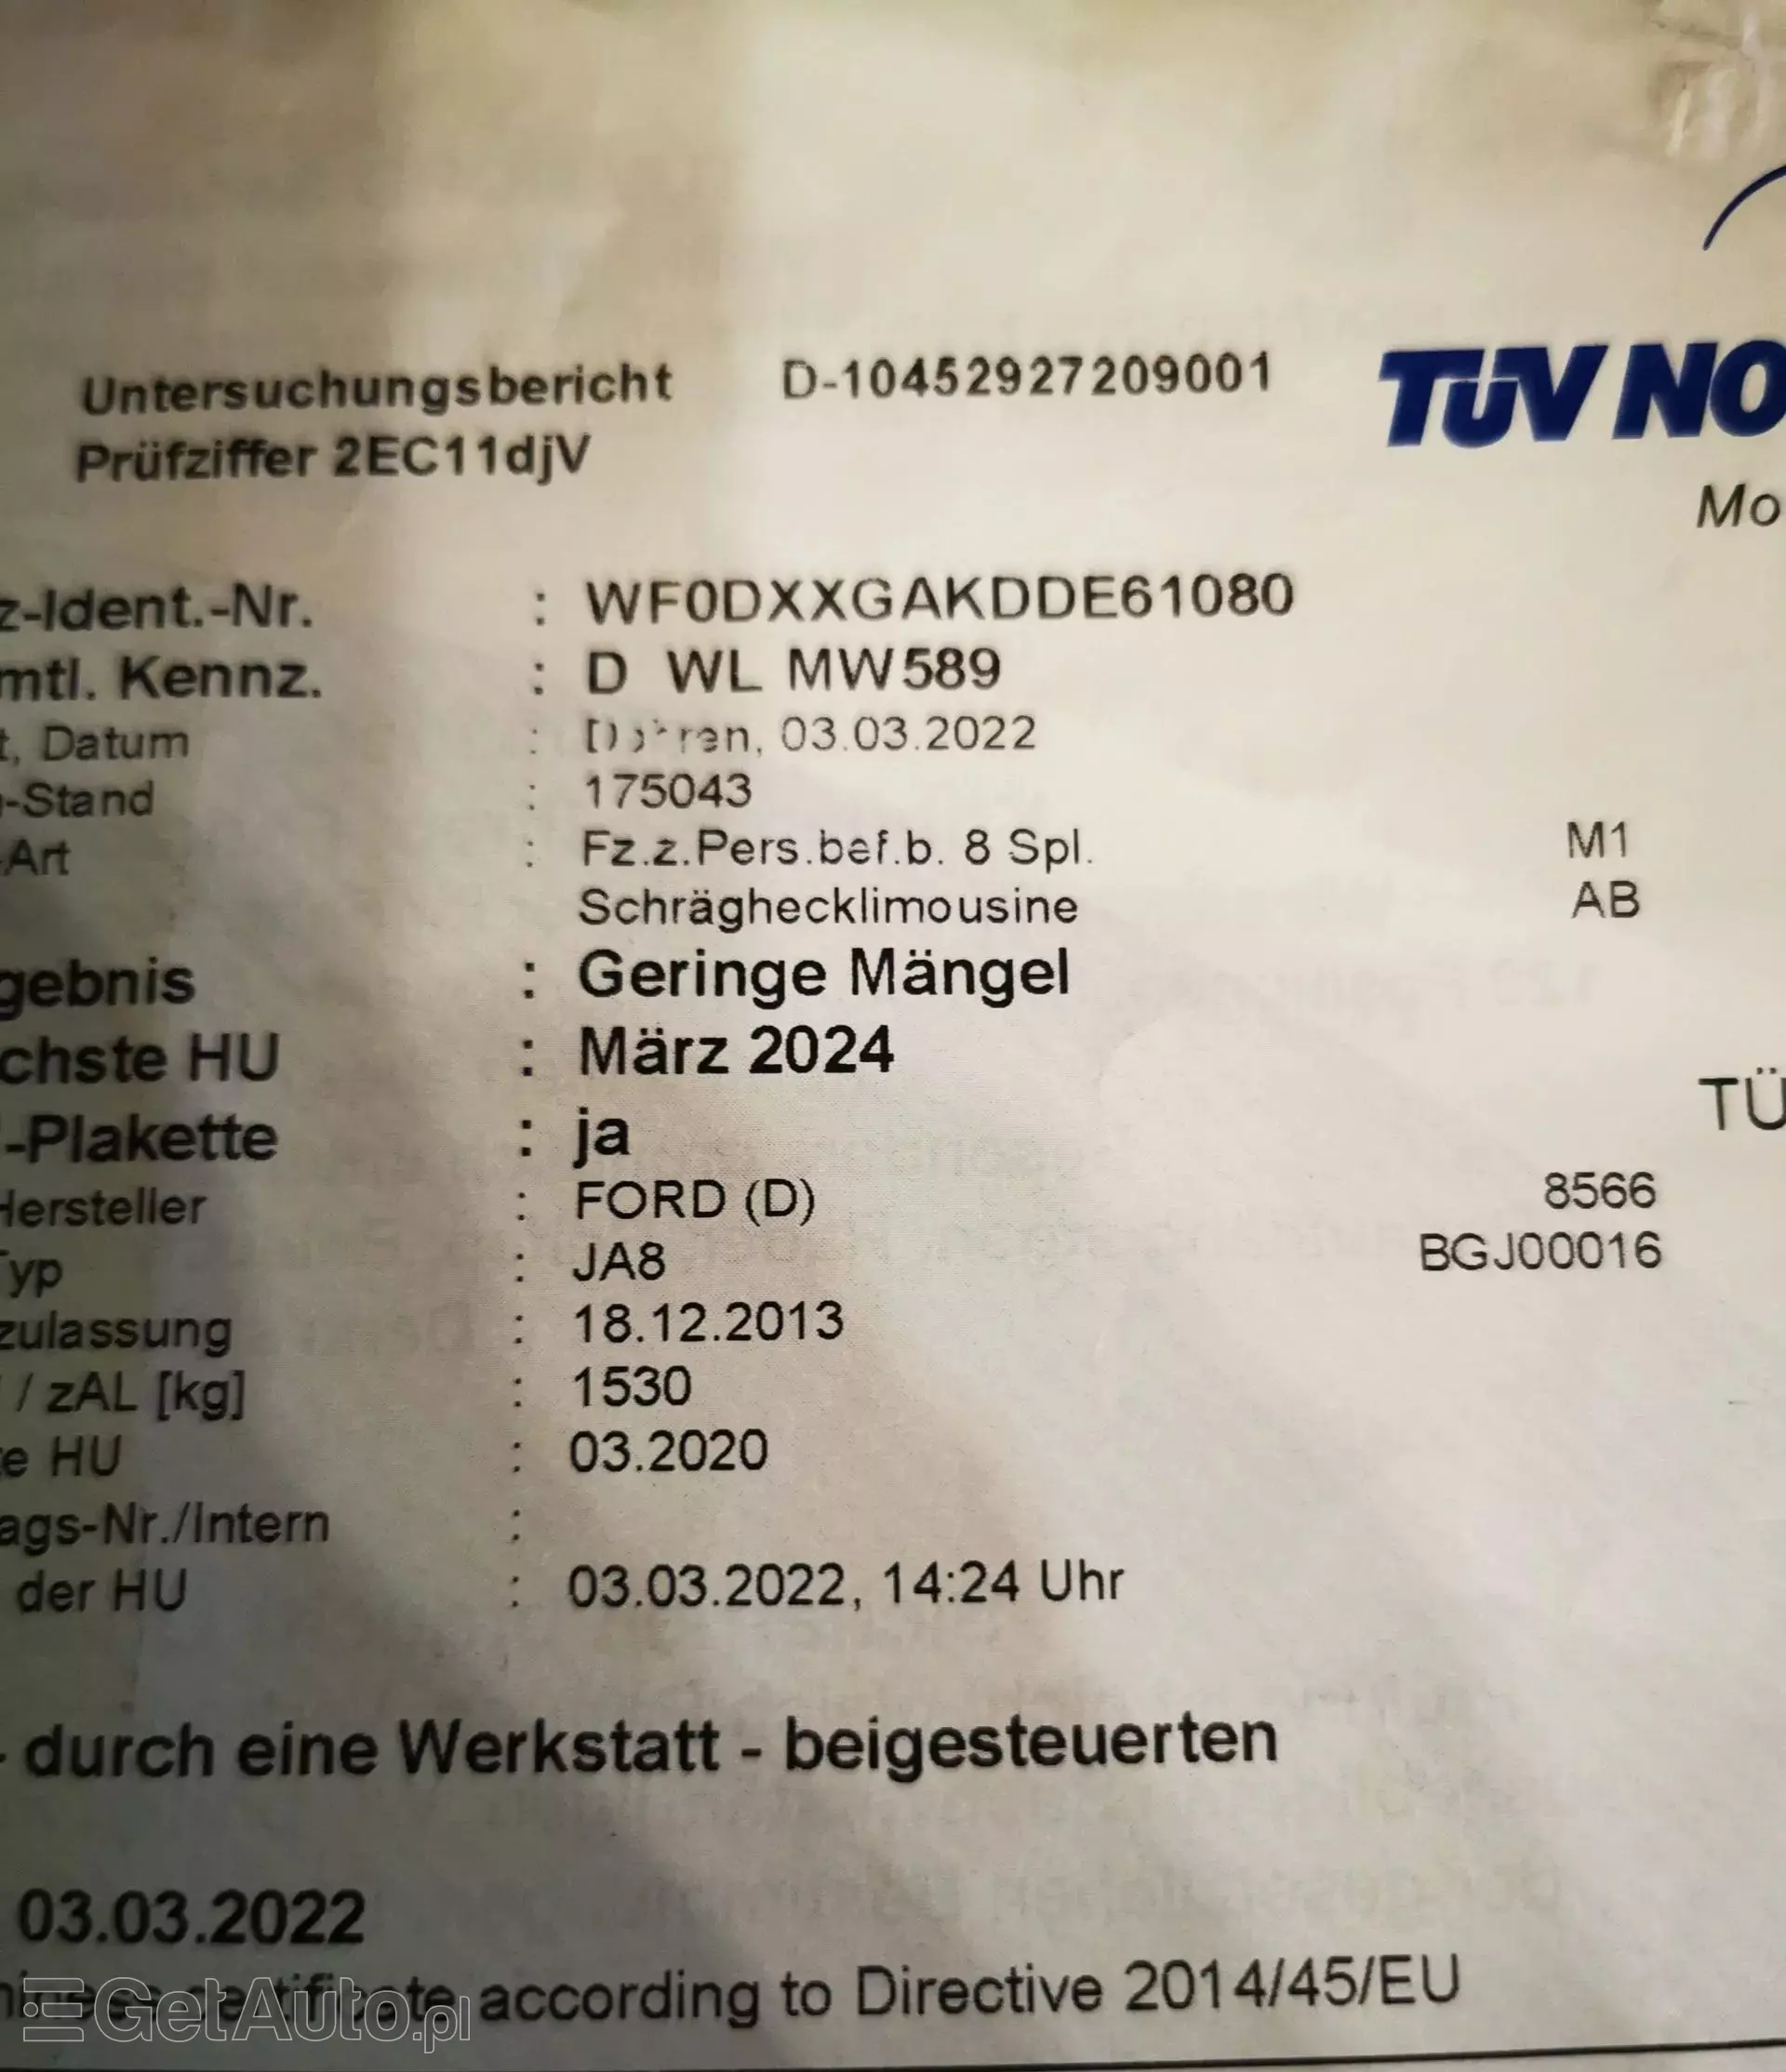 Untersuchungsbericht D-10452927209001 TÜV NO
Prüfziffer 2EC11djV
Mo
z-Ident.-Nr. : WF0DXXGAKDDE61080
mtl. Kennz. : D WL MW589
t, Datum : 03.03.2022
-Stand : 175043
-Art : Fz.z.Pers.bef.b. 8 Spl. M1
Schräghecklimousine AB
gebnis : Geringe Mängel
chste HU : März 2024
-Plakette : ja
TÜ
Hersteller : FORD (D) 8566
Typ : JA8 BGJ00016
zulassung : 18.12.2013
/ zAL [kg] : 1530
te HU : 03.2020
ags-Nr./Intern :
der HU : 03.03.2022, 14:24 Uhr
- durch eine Werkstatt - beigesteuerten
03.03.2022
certificate according to Directive 2014/45/EU
GetAuto.pl